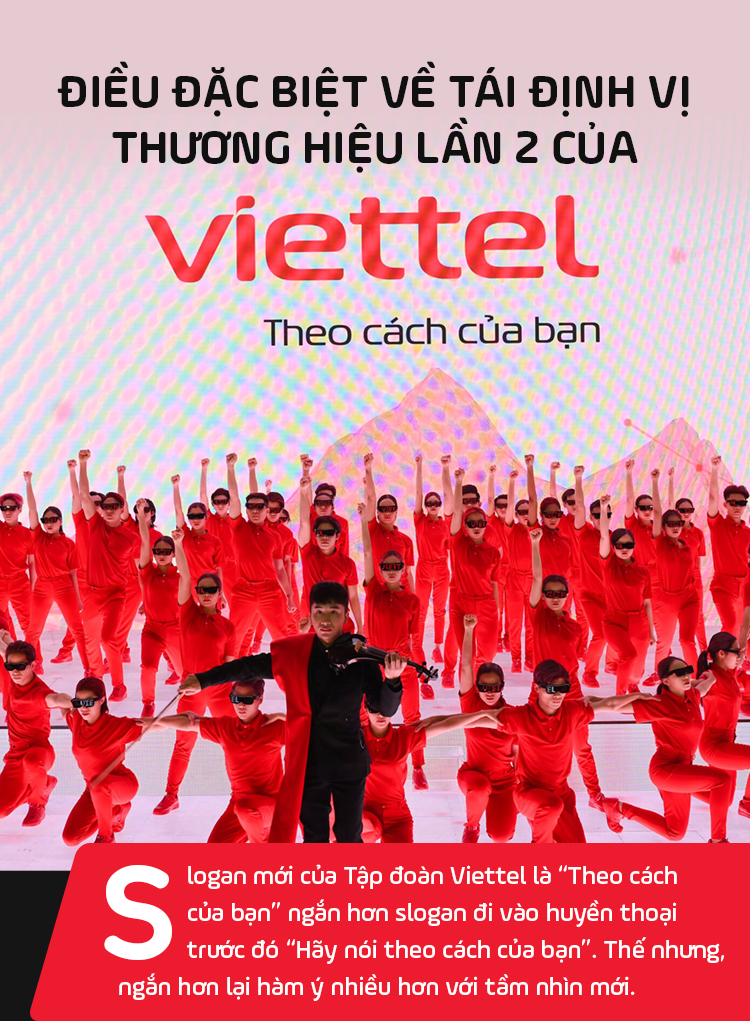 ĐIỀU ĐẶC BIỆT VỀ TÁI ĐỊNH VỊ
THƯƠNG HIỆU LẦN 2 CỦA
viettel
Theo cách của bạn
Slogan mới của Tập đoàn Viettel là “Theo cách
của bạn” ngắn hơn slogan đi vào huyền thoại
trước đó “Hãy nói theo cách của bạn”. Thế nhưng,
ngắn hơn lại hàm ý nhiều hơn với tầm nhìn mới.